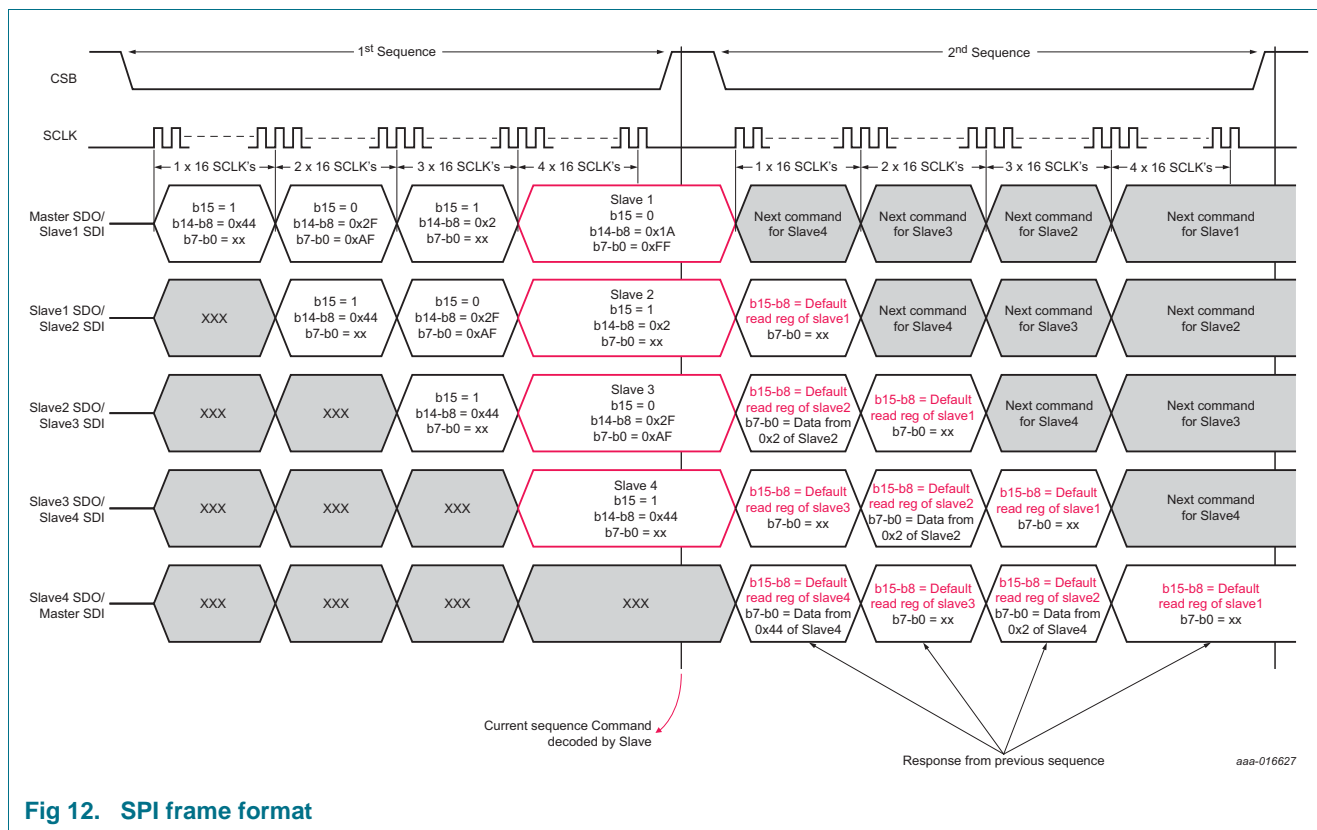 1st Sequence
2nd Sequence
CSB
SCLK
1 x 16 SCLK's
2 x 16 SCLK's
3 x 16 SCLK's
4 x 16 SCLK's
1 x 16 SCLK's
2 x 16 SCLK's
3 x 16 SCLK's
4 x 16 SCLK's
Master SDO/
Slave1 SDI
b15 = 1
b14-b8 = 0x44
b7-b0 = xx
b15 = 0
b14-b8 = 0x2F
b7-b0 = 0xAF
b15 = 1
b14-b8 = 0x2
b7-b0 = xx
Slave 1
b15 = 0
b14-b8 = 0x1A
b7-b0 = 0xFF
Next command
for Slave4
Next command
for Slave3
Next command
for Slave2
Next command
for Slave1
Slave1 SDO/
Slave2 SDI
XXX
b15 = 1
b14-b8 = 0x44
b7-b0 = xx
b15 = 0
b14-b8 = 0x2F
b7-b0 = 0xAF
Slave 2
b15 = 1
b14-b8 = 0x2
b7-b0 = xx
b15-b8 = Default
read reg of slave1
b7-b0 = xx
Next command
for Slave4
Next command
for Slave3
Next command
for Slave2
Slave2 SDO/
Slave3 SDI
XXX
XXX
b15 = 1
b14-b8 = 0x44
b7-b0 = xx
Slave 3
b15 = 0
b14-b8 = 0x2F
b7-b0 = 0xAF
b15-b8 = Default
read reg of slave2
b7-b0 = Data from
0x2 of Slave2
b15-b8 = Default
read reg of slave1
b7-b0 = xx
Next command
for Slave4
Next command
for Slave3
Slave3 SDO/
Slave4 SDI
XXX
XXX
XXX
Slave 4
b15 = 1
b14-b8 = 0x44
b7-b0 = xx
b15-b8 = Default
read reg of slave3
b7-b0 = xx
b15-b8 = Default
read reg of slave2
b7-b0 = Data from
0x2 of Slave2
b15-b8 = Default
read reg of slave1
b7-b0 = xx
Next command
for Slave4
Slave4 SDO/
Master SDI
XXX
XXX
XXX
XXX
b15-b8 = Default
read reg of slave4
b7-b0 = Data from
0x44 of Slave4
b15-b8 = Default
read reg of slave3
b7-b0 = xx
b15-b8 = Default
read reg of slave2
b7-b0 = Data from
0x2 of Slave4
b15-b8 = Default
read reg of slave1
b7-b0 = xx
Current sequence Command
decoded by Slave
Response from previous sequence
aaa-016627
Fig 12. SPI frame format